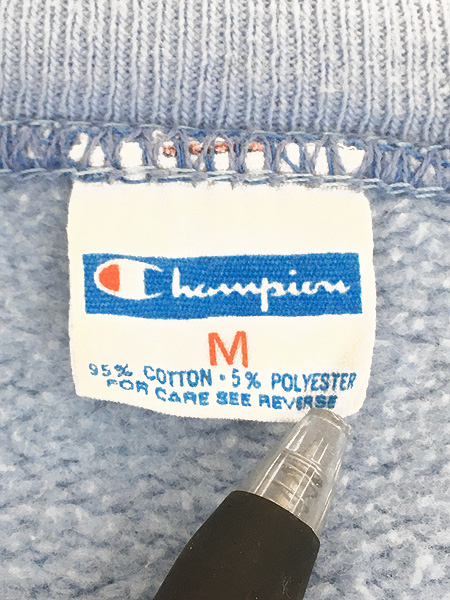 Champion
M
95% COTTON · 5% POLYESTER
FOR CARE SEE REVERSE